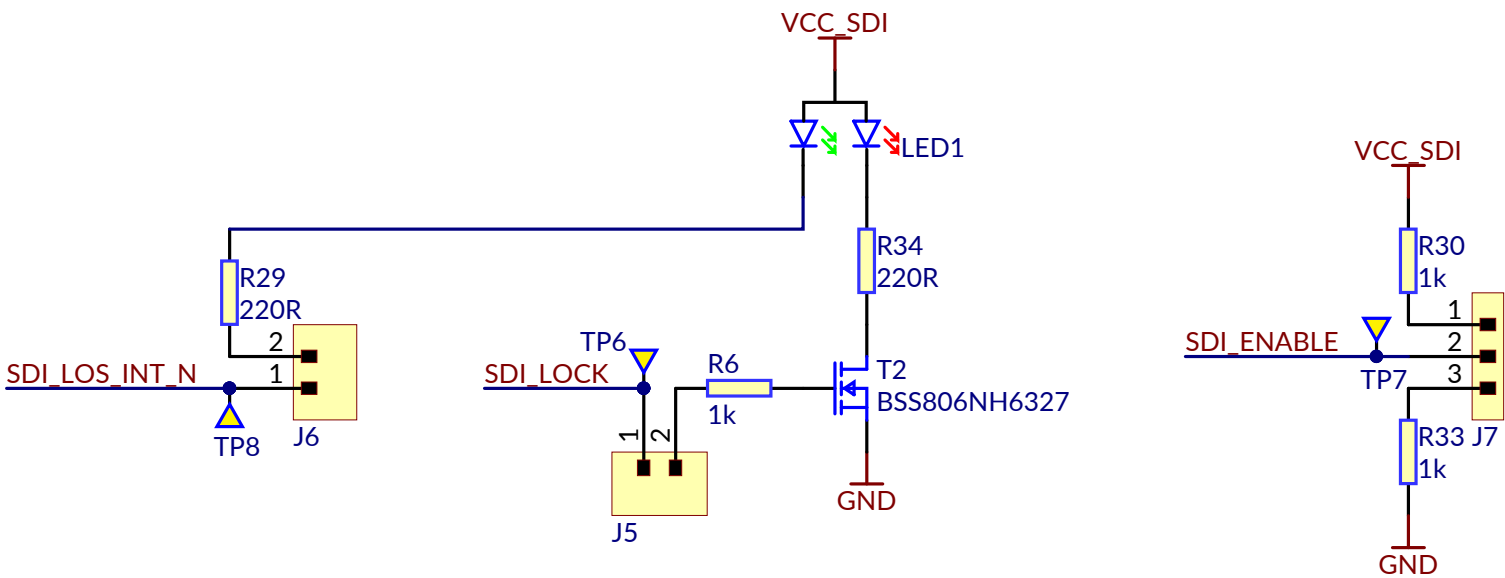 VCC_SDI
LED1
VCC_SDI
R34
220R
R30
1k
R29
220R
2
1
SDI_LOS_INT_N
TP8
J6
TP6
SDI_LOCK
R6
1k
1
2
J5
T2
BSS806NH6327
GND
1
SDI_ENABLE
2
TP7
3
R33
1k
J7
GND